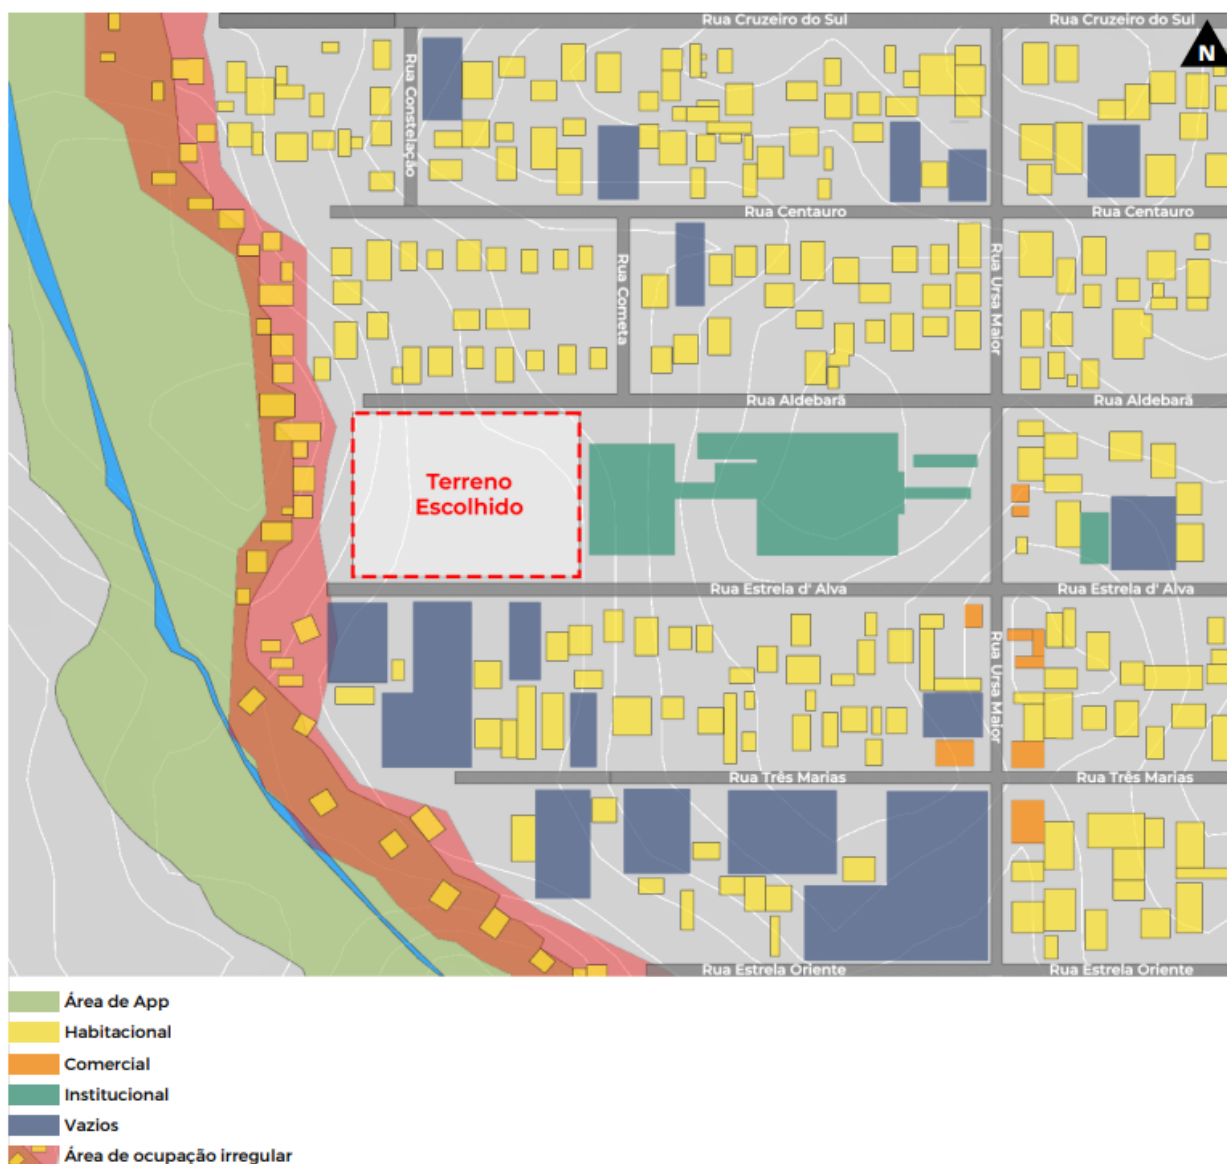 Rua Cruzeiro do Sul
Rua Cruzeiro do Sul
N
Rua Constelação
Rua Centauro
Rua Centauro
Rua Cometa
Rua Ursa Maior
Rua Aldebarã
Rua Aldebarã
Terreno
Escolhido
Rua Estrela d' Alva
Rua Estrela d' Alva
Rua Ursa Maior
Rua Três Marias
Rua Três Marias
Rua Estrela Oriente
Rua Estrela Oriente
Área de App
Habitacional
Comercial
Institucional
Vazios
Área de ocupação irregular